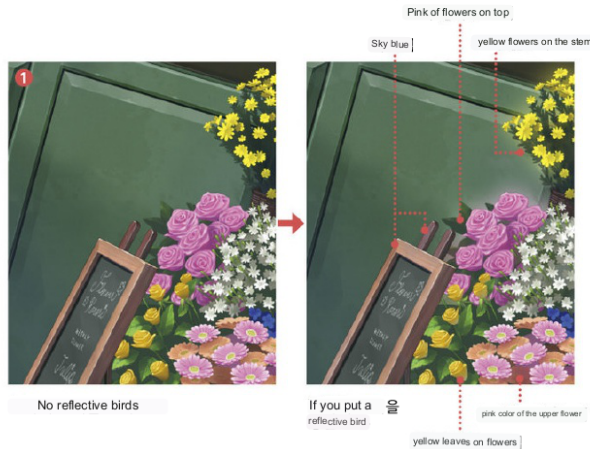 Pink of flowers on top
Sky blue
yellow flowers on the stem
1
No reflective birds
If you put a 을
reflective bird
pink color of the upper flower
yellow leaves on flowers